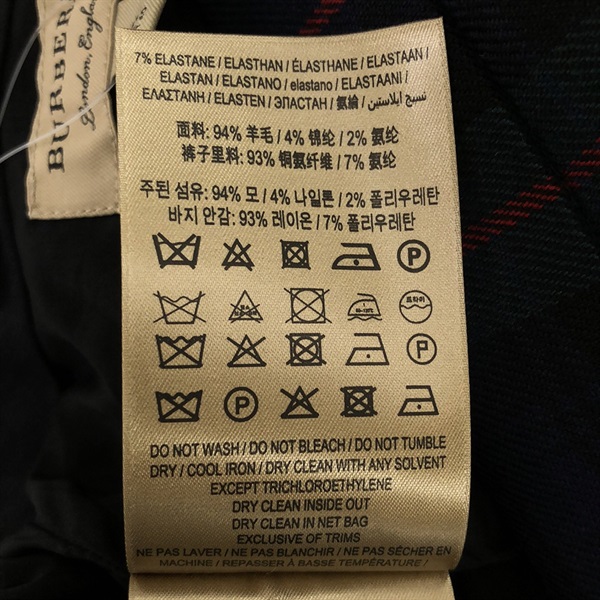 BURBERRY
London, England
7% ELASTANE / ELASTHAN / ÉLASTHANE / ELASTAAN /
ELASTAN / ELASTANO / elastano / ELASTAANI /
ΕΛΑΣΤΑΝΗ / ELASTEN / ЭПАСТАН / 氨綸 / نسيج ايلاستين
面料: 94% 羊毛 / 4% 锦纶 / 2% 氨纶
裤子里料: 93% 铜氨纤维 / 7% 氨纶
주된 섬유: 94% 모 / 4% 나일론 / 2% 폴리우레탄
바지 안감: 93% 레이온 / 7% 폴리우레탄
P
드라이
P
P
DO NOT WASH / DO NOT BLEACH / DO NOT TUMBLE
DRY / COOL IRON / DRY CLEAN WITH ANY SOLVENT
EXCEPT TRICHLOROETHYLENE
DRY CLEAN INSIDE OUT
DRY CLEAN IN NET BAG
EXCLUSIVE OF TRIMS
NE PAS LAVER / NE PAS BLANCHIR / NE PAS SÉCHER EN
MACHINE / REPASSER À BASSE TEMPÉRATURE /